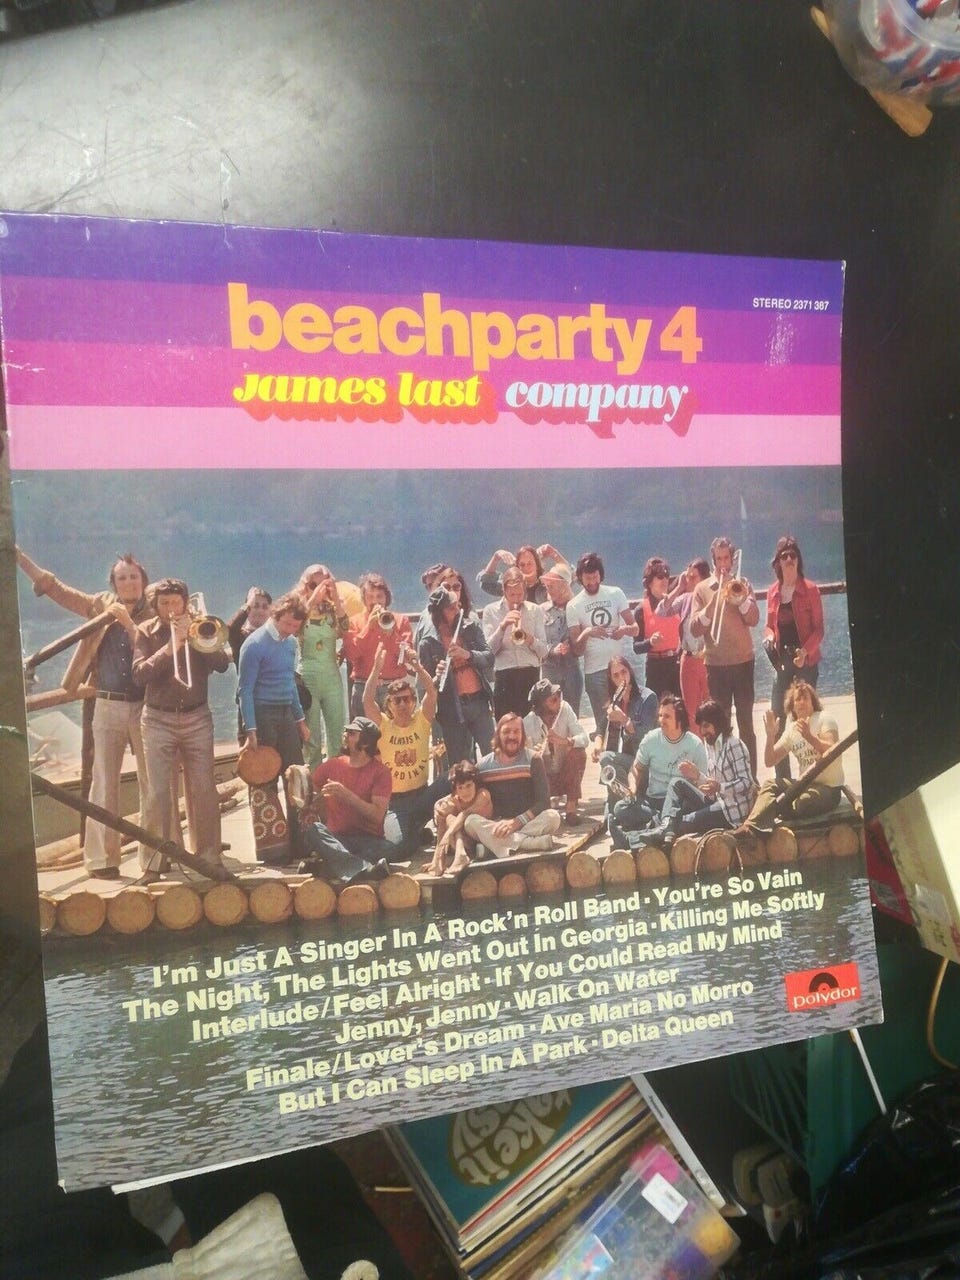 STEREO 2371 387
beachparty 4
james last company
7
ALWAYS A
CARDINAL
I'm Just A Singer In A Rock'n Roll Band · You're So Vain
The Night, The Lights Went Out In Georgia · Killing Me Softly
Interlude/Feel Alright · If You Could Read My Mind
Jenny, Jenny · Walk On Water
Finale/Lover's Dream · Ave Maria No Morro
But I Can Sleep In A Park · Delta Queen
polydor